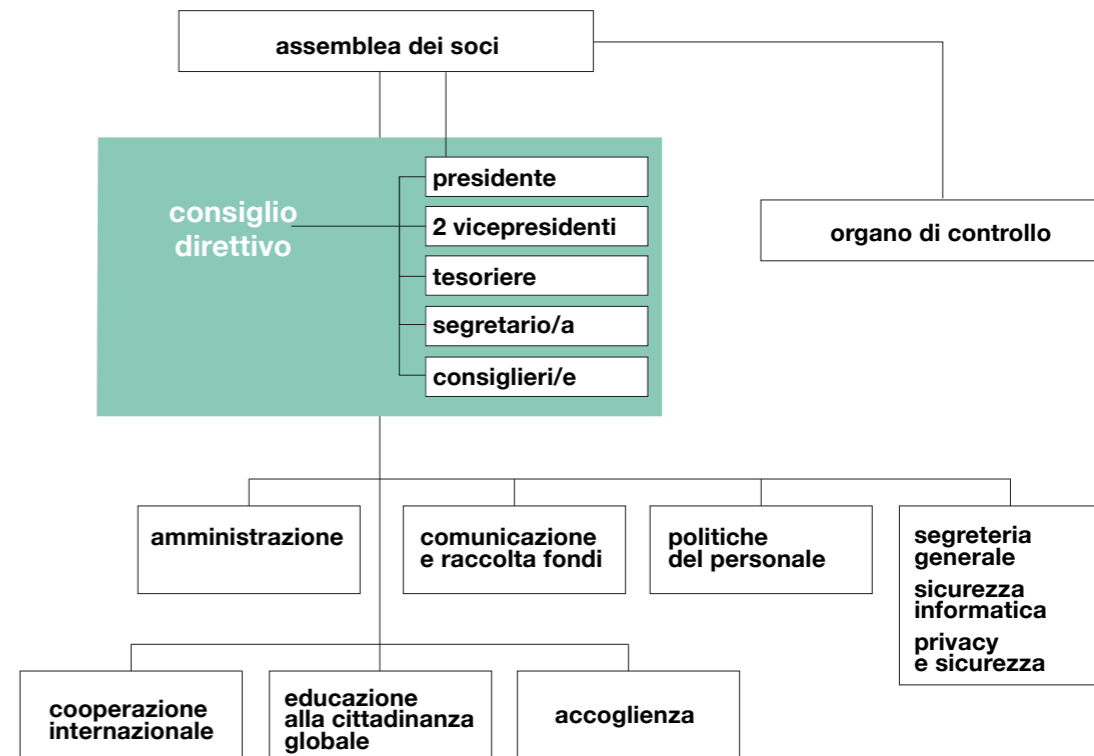 assemblea dei soci
consiglio
direttivo
presidente
2 vicepresidenti
tesoriere
segretario/a
consiglieri/e
organo di controllo
amministrazione
comunicazione
e raccolta fondi
politiche
del personale
segreteria
generale
sicurezza
informatica
privacy
e sicurezza
cooperazione
internazionale
educazione
alla cittadinanza
globale
accoglienza